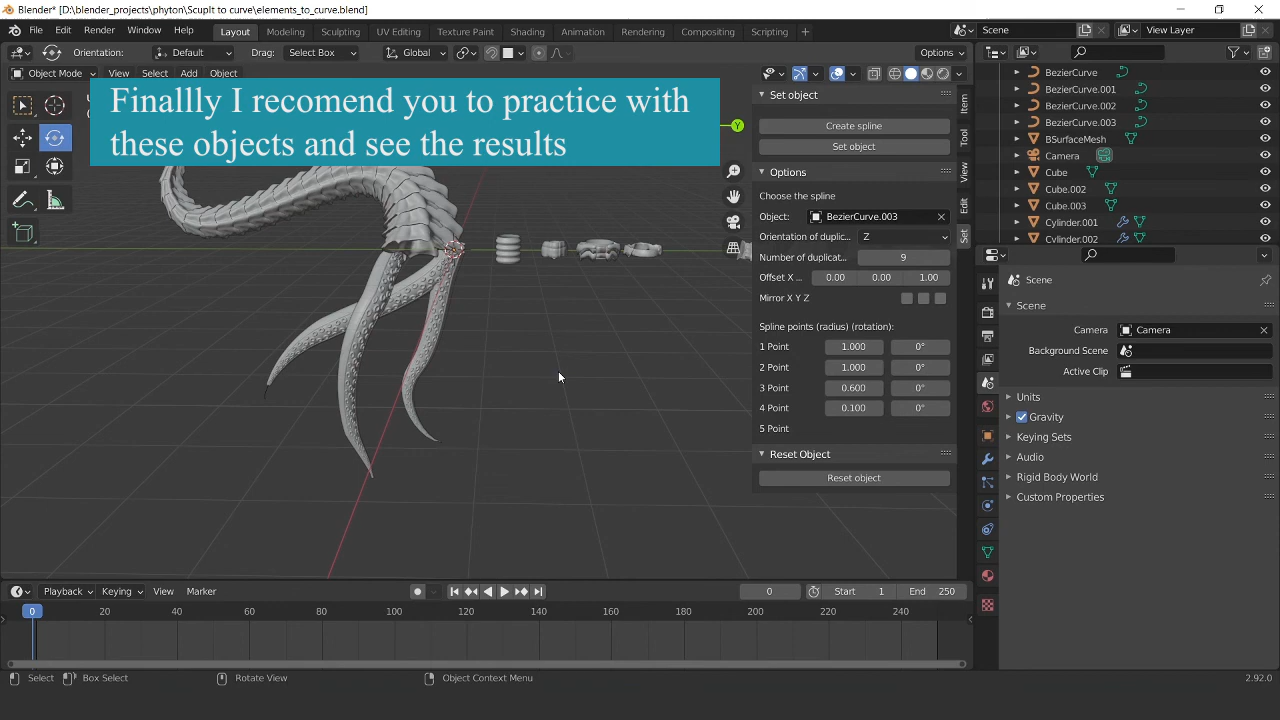 Blender* [D:\blender_projects\phyton\Scuplt to curve\elements_to_curve.blend]
File Edit Render Window Help Layout Modeling Sculpting UV Editing Texture Paint Shading Animation Rendering Compositing Scripting + Scene View Layer
Orientation: Default Drag: Select Box Global Options
Object Mode View Select Add Object
Finallly I recomend you to practice with
these objects and see the results
Y
Set object
Create spline
Set object
Options
Choose the spline
Object: BezierCurve.003
Orientation of duplic.. Z
Number of duplicat.. 9
Offset X ... 0.00 0.00 1.00
Mirror X Y Z
Spline points (radius) (rotation):
1 Point 1.000 0°
2 Point 1.000 0°
3 Point 0.600 0°
4 Point 0.100 0°
5 Point
Reset Object
Reset object
Item
Tool
View
Edit
Set
BezierCurve
BezierCurve.001
BezierCurve.002
BezierCurve.003
BSurfaceMesh
Camera
Cube
Cube.002
Cube.003
Cylinder.001
Cylinder.002
Scene
Scene
Camera Camera
Background Scene
Active Clip
Units
Gravity
Keying Sets
Audio
Rigid Body World
Custom Properties
Playback Keying View Marker 0 Start 1 End 250
0 20 40 60 80 100 120 140 160 180 200 220 240
Select Box Select Rotate View Object Context Menu 2.92.0